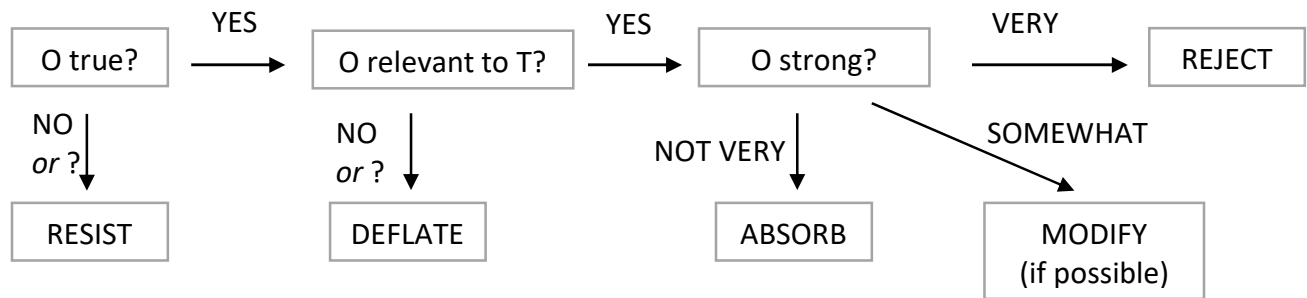 YES
YES
VERY
O true?
O relevant to T?
O strong?
REJECT
NO
or ?
NO
or ?
NOT VERY
SOMEWHAT
RESIST
DEFLATE
ABSORB
MODIFY
(if possible)